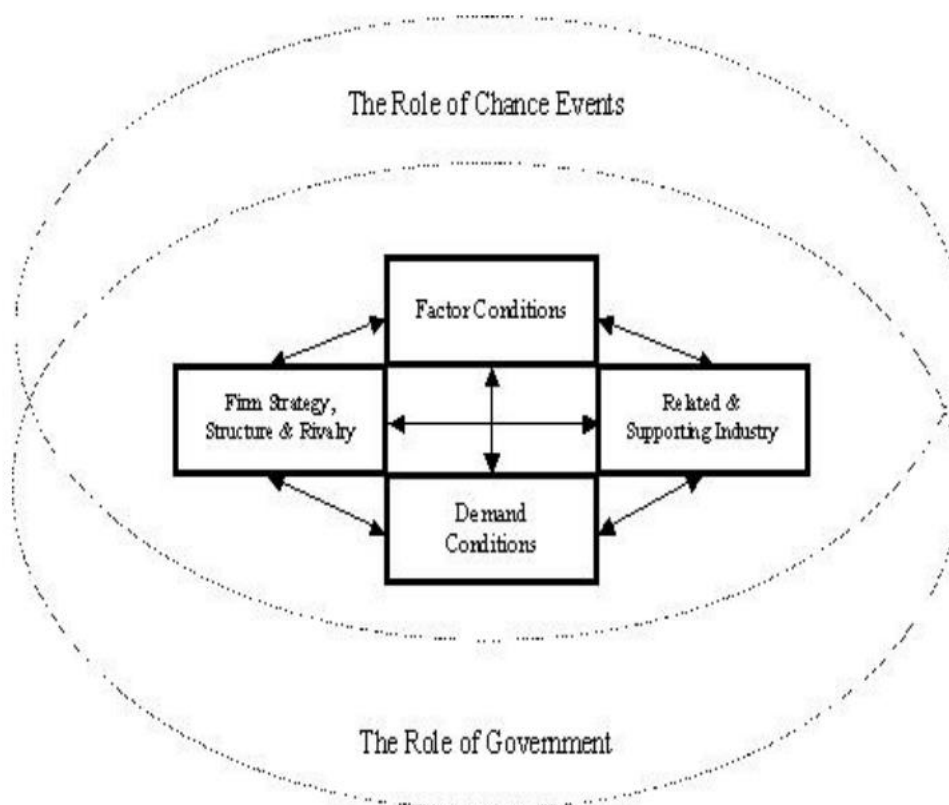 The Role of Chance Events
Factor Conditions
Firm Strategy,
Structure & Rivalry
Related &
Supporting Industry
Demand
Conditions
The Role of Government